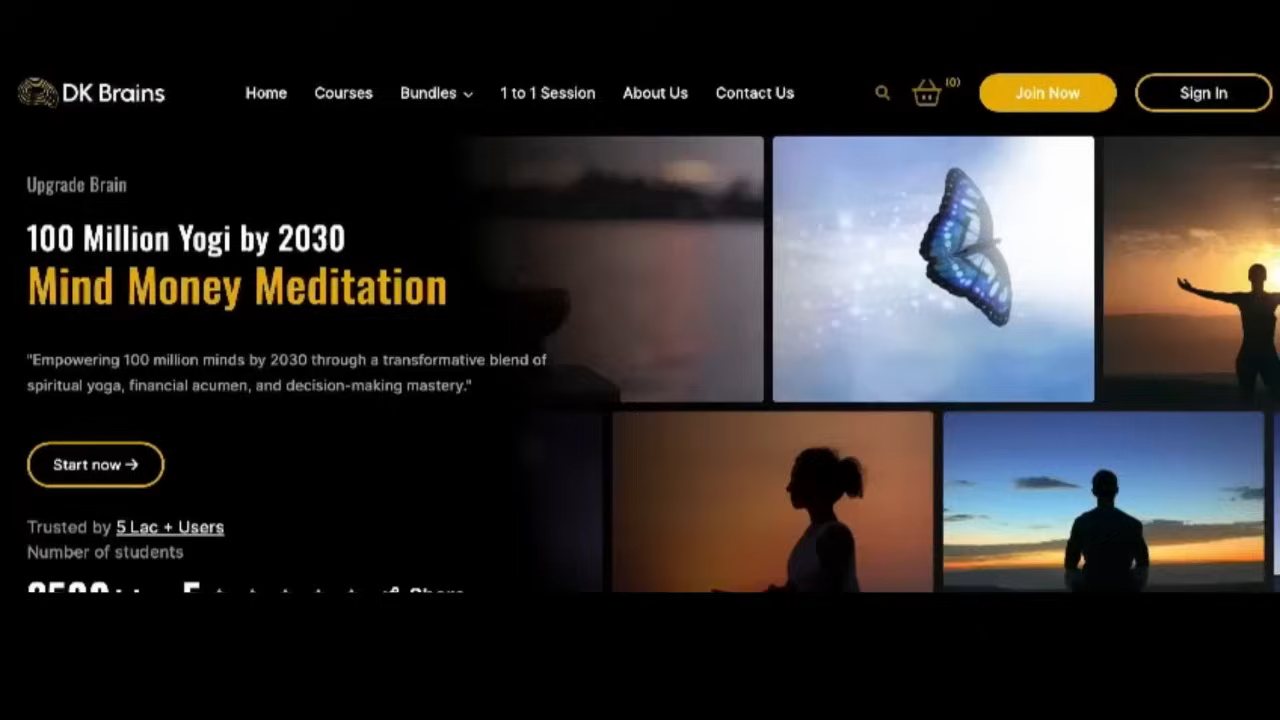 DK Brains
Home Courses Bundles 1 to 1 Session About Us Contact Us (0) Join Now Sign In
Upgrade Brain
100 Million Yogi by 2030
Mind Money Meditation
"Empowering 100 million minds by 2030 through a transformative blend of
spiritual yoga, financial acumen, and decision-making mastery."
Start now →
Trusted by 5 Lac + Users
Number of students